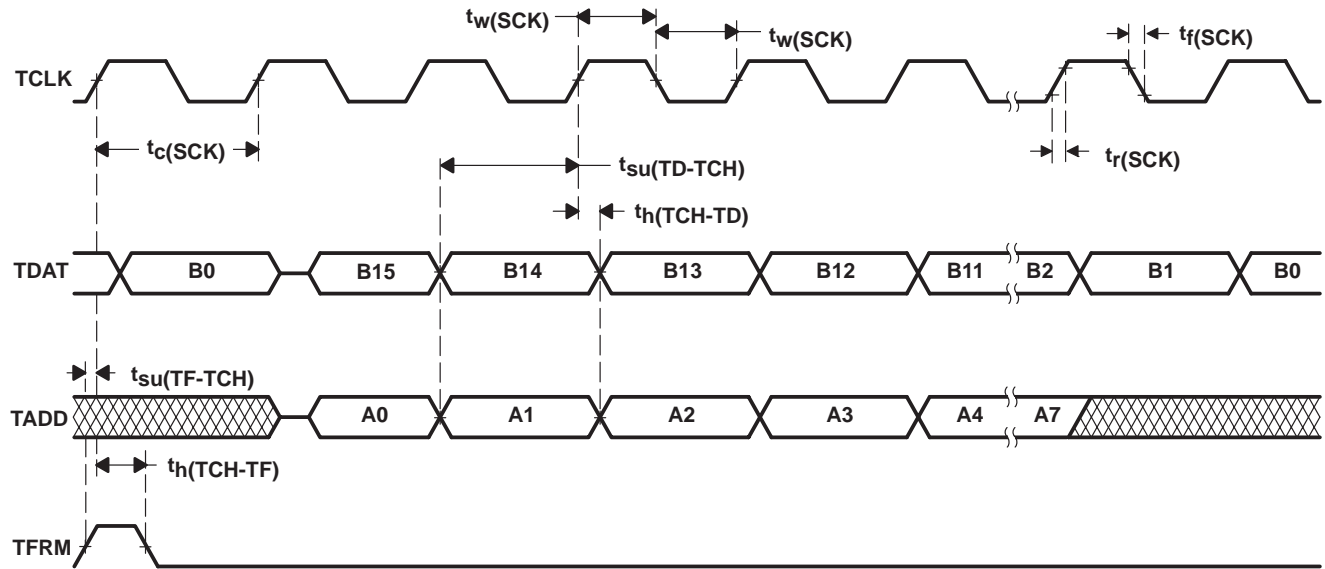 tw(SCK)
tw(SCK)
tf(SCK)
TCLK
tc(SCK)
tsu(TD-TCH)
tr(SCK)
th(TCH-TD)
TDAT B0 B15 B14 B13 B12 B11 B2 B1 B0
tsu(TF-TCH)
TADD A0 A1 A2 A3 A4 A7
th(TCH-TF)
TFRM